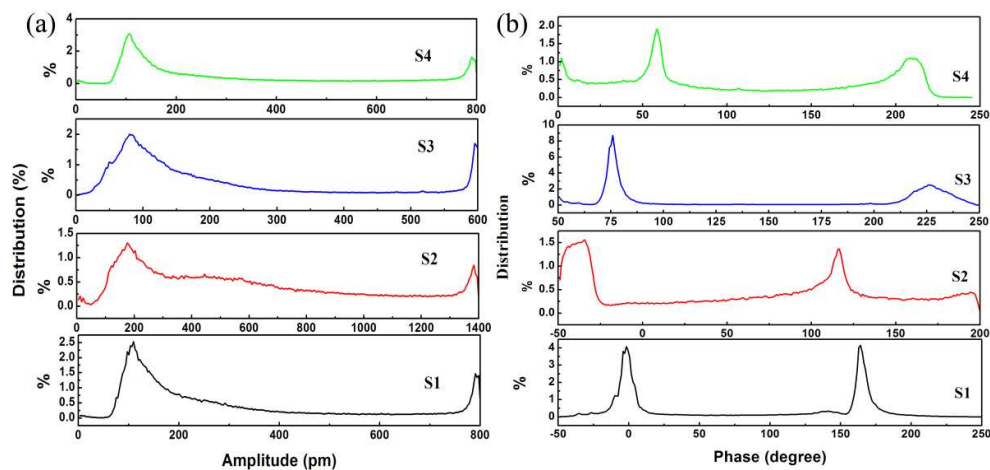 (a)
4
2
0
%
S4
0 200 400 600 800
2
1
0
%
S3
0 100 200 300 400 500 600
1.5
1.0
0.5
0.0
%
S2
0 200 400 600 800 1000 1200 1400
2.5
2.0
1.5
1.0
0.5
0.0
%
S1
0 200 400 600 800
Distribution (%)
Amplitude (pm)
(b)
2.0
1.5
1.0
0.5
0.0
%
S4
0 50 100 150 200 250
10
8
6
4
2
0
%
S3
50 75 100 125 150 175 200 225 250
1.5
1.0
0.5
0.0
%
S2
-50 0 50 100 150 200
4
2
0
%
S1
-50 0 50 100 150 200 250
Distribution
Phase (degree)